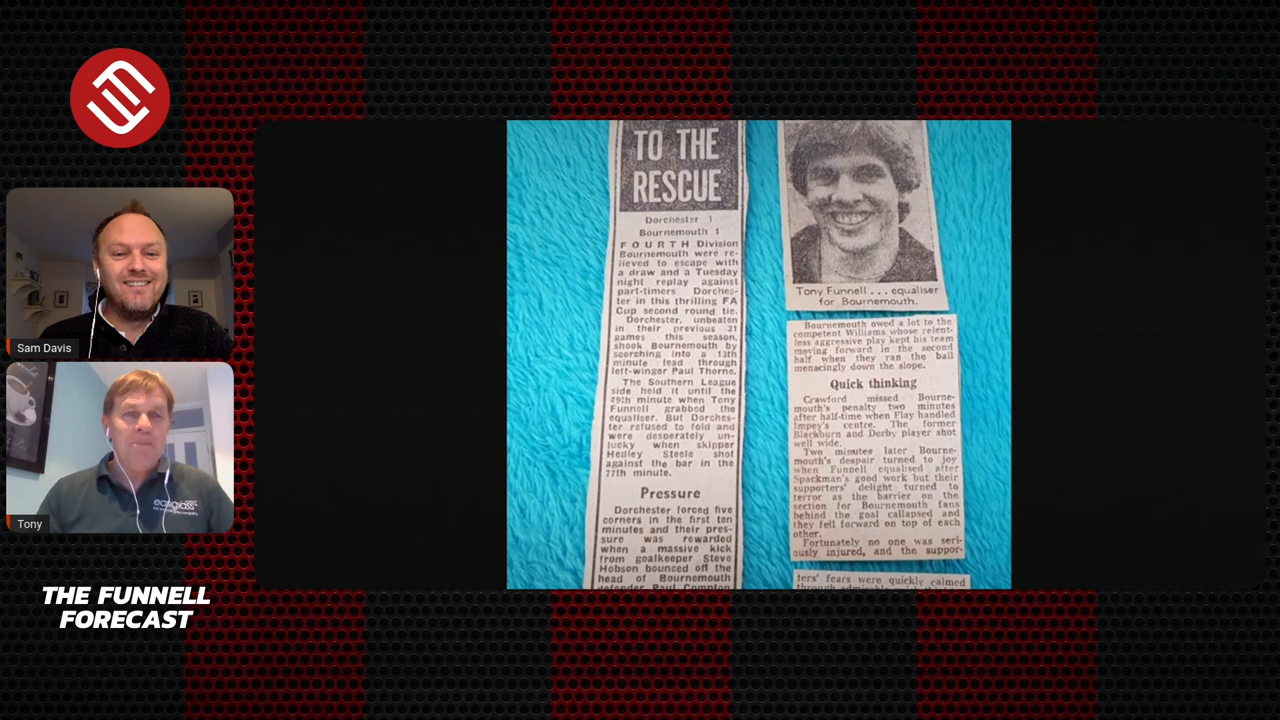 Sam Davis
Tony
easigrass
THE FUNNELL
FORECAST
TO THE
RESCUE
Dorchester 1
Bournemouth 1
FOURTH Division
Bournemouth were re-
lieved to escape with
a draw and a Tuesday
night replay against
part-timers Dorches-
ter in this thrilling FA
Cup second round tie.
Dorchester, unbeaten
in their previous 31
games this season,
shook Bournemouth by
scorching into a 13th
minute lead through
left-winger Paul Thorne.
The Southern League
side held it until the
49th minute when Tony
Funnell grabbed the
equaliser. But Dorches-
ter refused to fold and
were desperately un-
lucky when skipper
Hedley Steele shot
against the bar in the
77th minute.
Pressure
Dorchester forced five
corners in the first ten
minutes and their pres-
sure was rewarded
when a massive kick
from goalkeeper Steve
Hobson bounced off the
head of Bournemouth
defender Paul Compton
Tony Funnell . . . equaliser
for Bournemouth.
Bournemouth owed a lot to the
competent Williams whose relent-
less aggressive play kept his team
moving forward in the second
half when they ran the ball
menacingly down the slope.
Quick thinking
Crawford missed Bourne-
mouth's penalty two minutes
after half-time when Flay handled
Impey's centre. The former
Blackburn and Derby player shot
well wide.
Two minutes later Bourne-
mouth's despair turned to joy
when Funnell equalised after
Spackman's good work but their
supporters' delight turned to
terror as the barrier on the
section for Bournemouth fans
behind the goal callapsed and
they fell forward on top of each
other.
Fortunately no one was seri-
ously injured, and the suppor-
ters' fears were quickly calmed
through